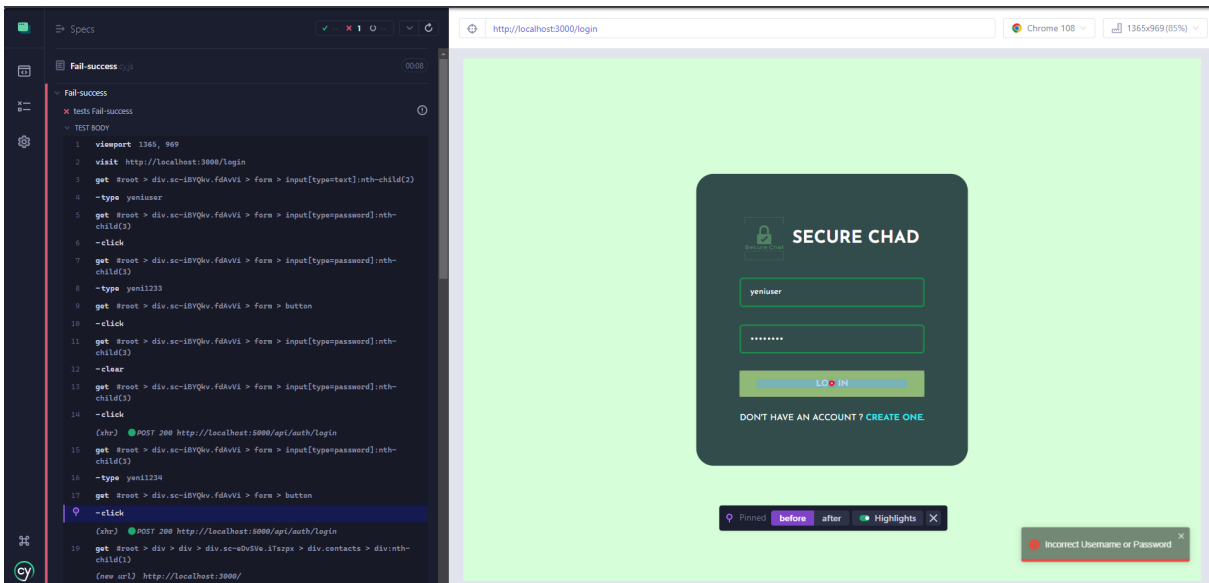 Specs
✓ -- ✕ 1 --
Fail-success.cy.js 00:08
Fail-success
tests Fail-success
TEST BODY
1 viewport 1365, 969
2 visit http://localhost:3000/login
3 get #root > div.sc-iBYQkv.fdAvVi > form > input[type=text]:nth-child(2)
4 -type yeniuser
5 get #root > div.sc-iBYQkv.fdAvVi > form > input[type=password]:nth-
child(3)
6 -click
7 get #root > div.sc-iBYQkv.fdAvVi > form > input[type=password]:nth-
child(3)
8 -type yeni1233
9 get #root > div.sc-iBYQkv.fdAvVi > form > button
10 -click
11 get #root > div.sc-iBYQkv.fdAvVi > form > input[type=password]:nth-
child(3)
12 -clear
13 get #root > div.sc-iBYQkv.fdAvVi > form > input[type=password]:nth-
child(3)
14 -click
(xhr) POST 200 http://localhost:5000/api/auth/login
15 get #root > div.sc-iBYQkv.fdAvVi > form > input[type=password]:nth-
child(3)
16 -type yeni1234
17 get #root > div.sc-iBYQkv.fdAvVi > form > button
-click
(xhr) POST 200 http://localhost:5000/api/auth/login
19 get #root > div > div > div.sc-eDvSVe.iTszpx > div.contacts > div:nth-
child(1)
(new url) http://localhost:3000/
cy
http://localhost:3000/login
Chrome 108
1365x969 (85%)
Secure Chat
SECURE CHAD
yeniuser
••••••••
LOG IN
DON'T HAVE AN ACCOUNT ? CREATE ONE.
Pinned before after Highlights
Incorrect Username or Password